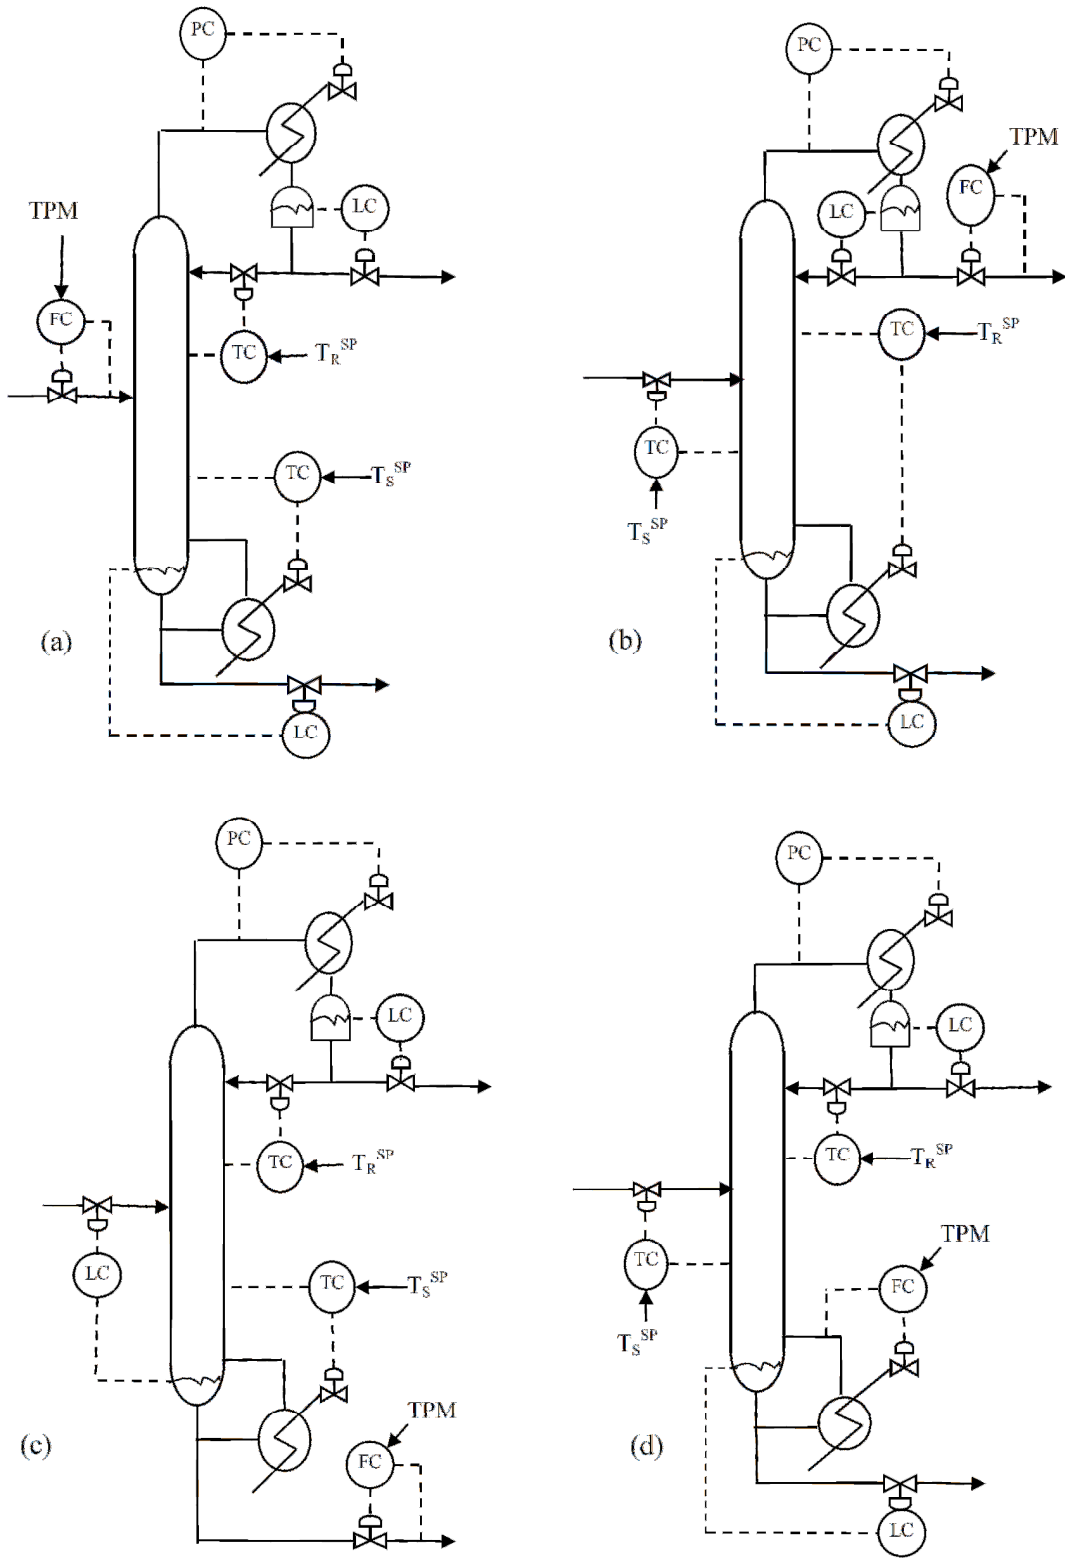 PC
LC
TPM
FC
TC
T_R^SP
TC
T_S^SP
(a)
LC
PC
TPM
FC
LC
TC
T_R^SP
TC
T_S^SP
(b)
LC
PC
LC
TC
T_R^SP
LC
TC
T_S^SP
TPM
(c)
FC
PC
LC
TC
T_R^SP
TPM
TC
FC
T_S^SP
(d)
LC